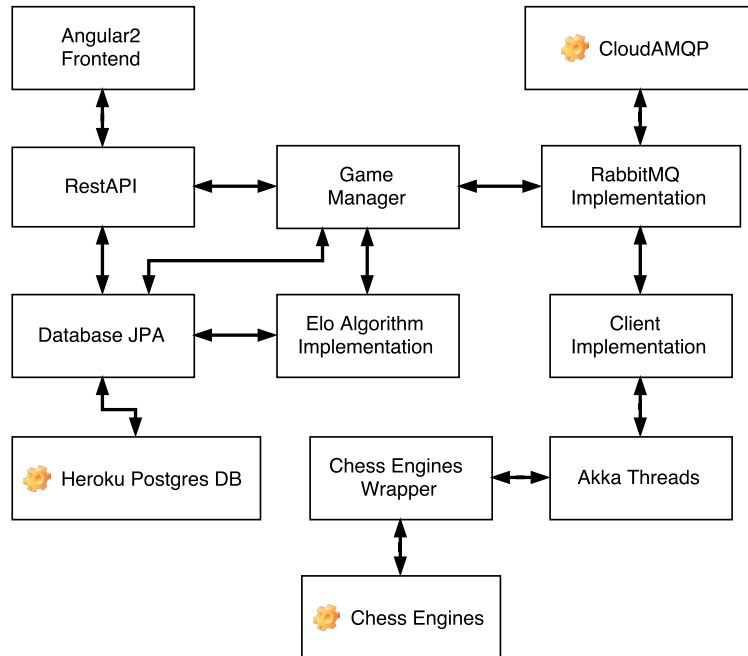 Angular2
Frontend
CloudAMQP
RestAPI
Game
Manager
RabbitMQ
Implementation
Database JPA
Elo Algorithm
Implementation
Client
Implementation
Heroku Postgres DB
Chess Engines
Wrapper
Akka Threads
Chess Engines